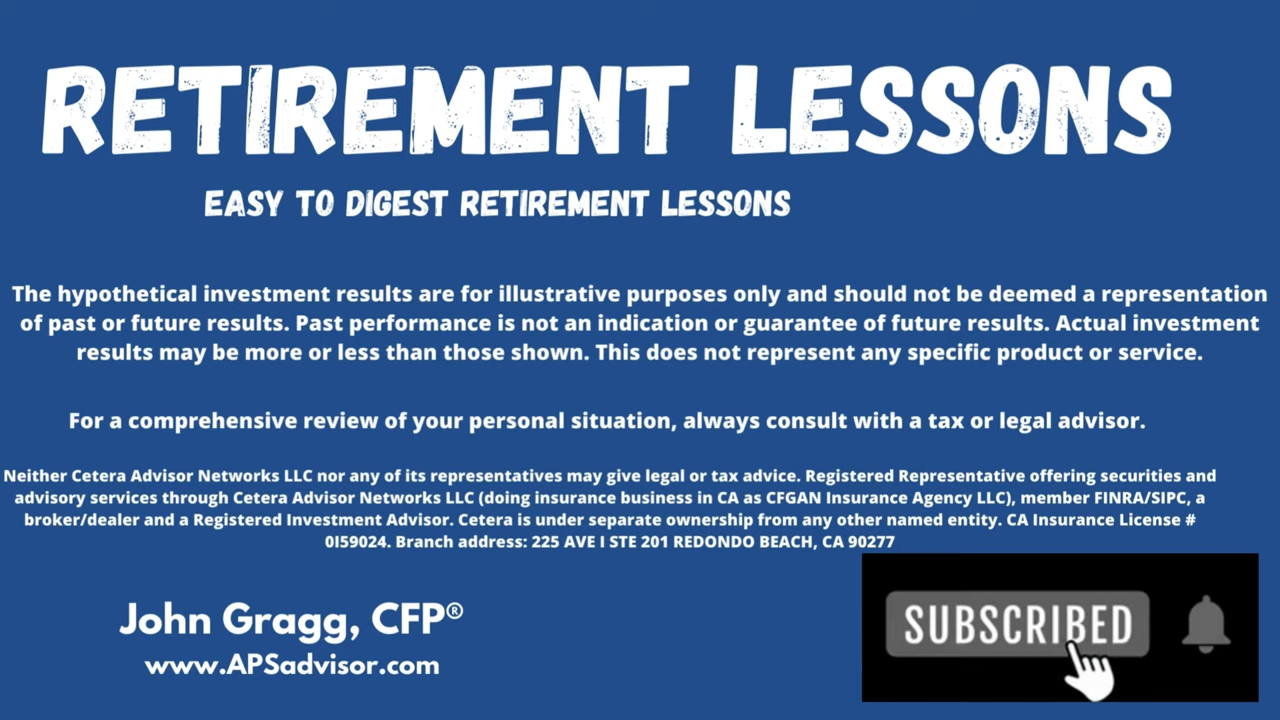 RETIREMENT LESSONS
EASY TO DIGEST RETIREMENT LESSONS
The hypothetical investment results are for illustrative purposes only and should not be deemed a representation
of past or future results. Past performance is not an indication or guarantee of future results. Actual investment
results may be more or less than those shown. This does not represent any specific product or service.
For a comprehensive review of your personal situation, always consult with a tax or legal advisor.
Neither Cetera Advisor Networks LLC nor any of its representatives may give legal or tax advice. Registered Representative offering securities and
advisory services through Cetera Advisor Networks LLC (doing insurance business in CA as CFGAN Insurance Agency LLC), member FINRA/SIPC, a
broker/dealer and a Registered Investment Advisor. Cetera is under separate ownership from any other named entity. CA Insurance License #
0I59024. Branch address: 225 AVE I STE 201 REDONDO BEACH, CA 90277
John Gragg, CFP®
www.APSadvisor.com
SUBSCRIBED